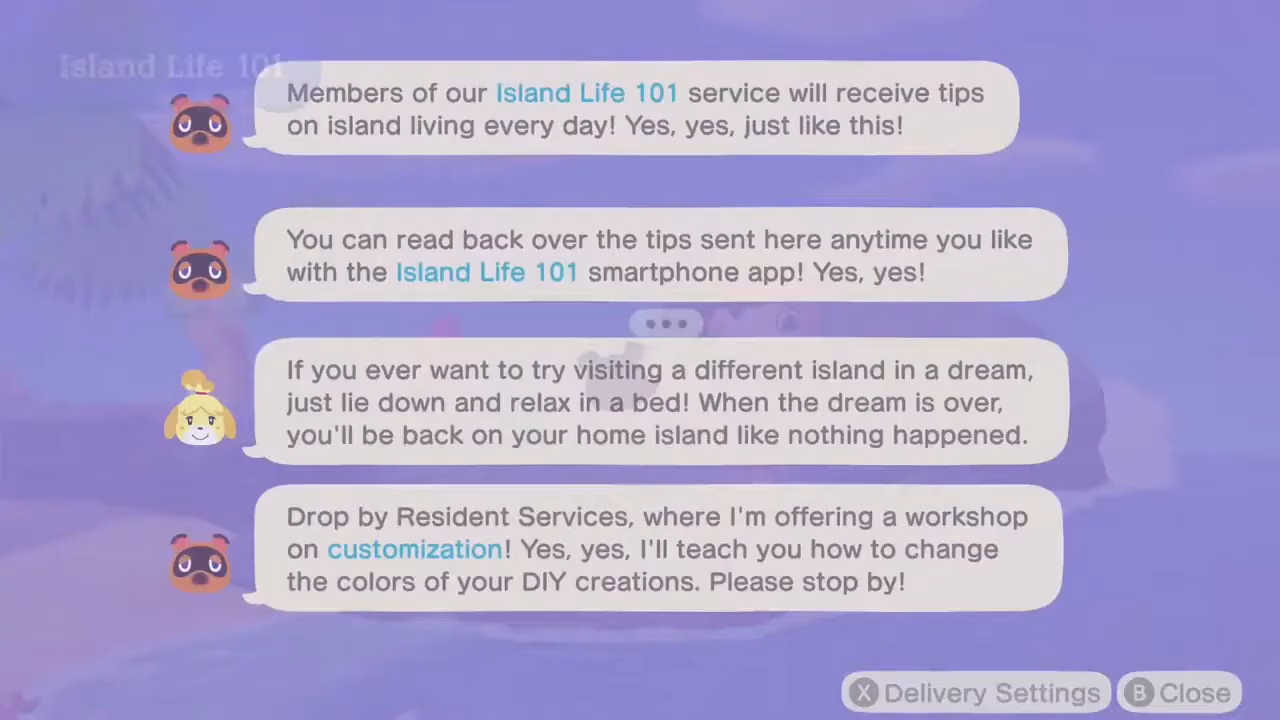 Island Life 101
Members of our Island Life 101 service will receive tips
on island living every day! Yes, yes, just like this!
You can read back over the tips sent here anytime you like
with the Island Life 101 smartphone app! Yes, yes!
If you ever want to try visiting a different island in a dream,
just lie down and relax in a bed! When the dream is over,
you'll be back on your home island like nothing happened.
Drop by Resident Services, where I'm offering a workshop
on customization! Yes, yes, I'll teach you how to change
the colors of your DIY creations. Please stop by!
X Delivery Settings B Close